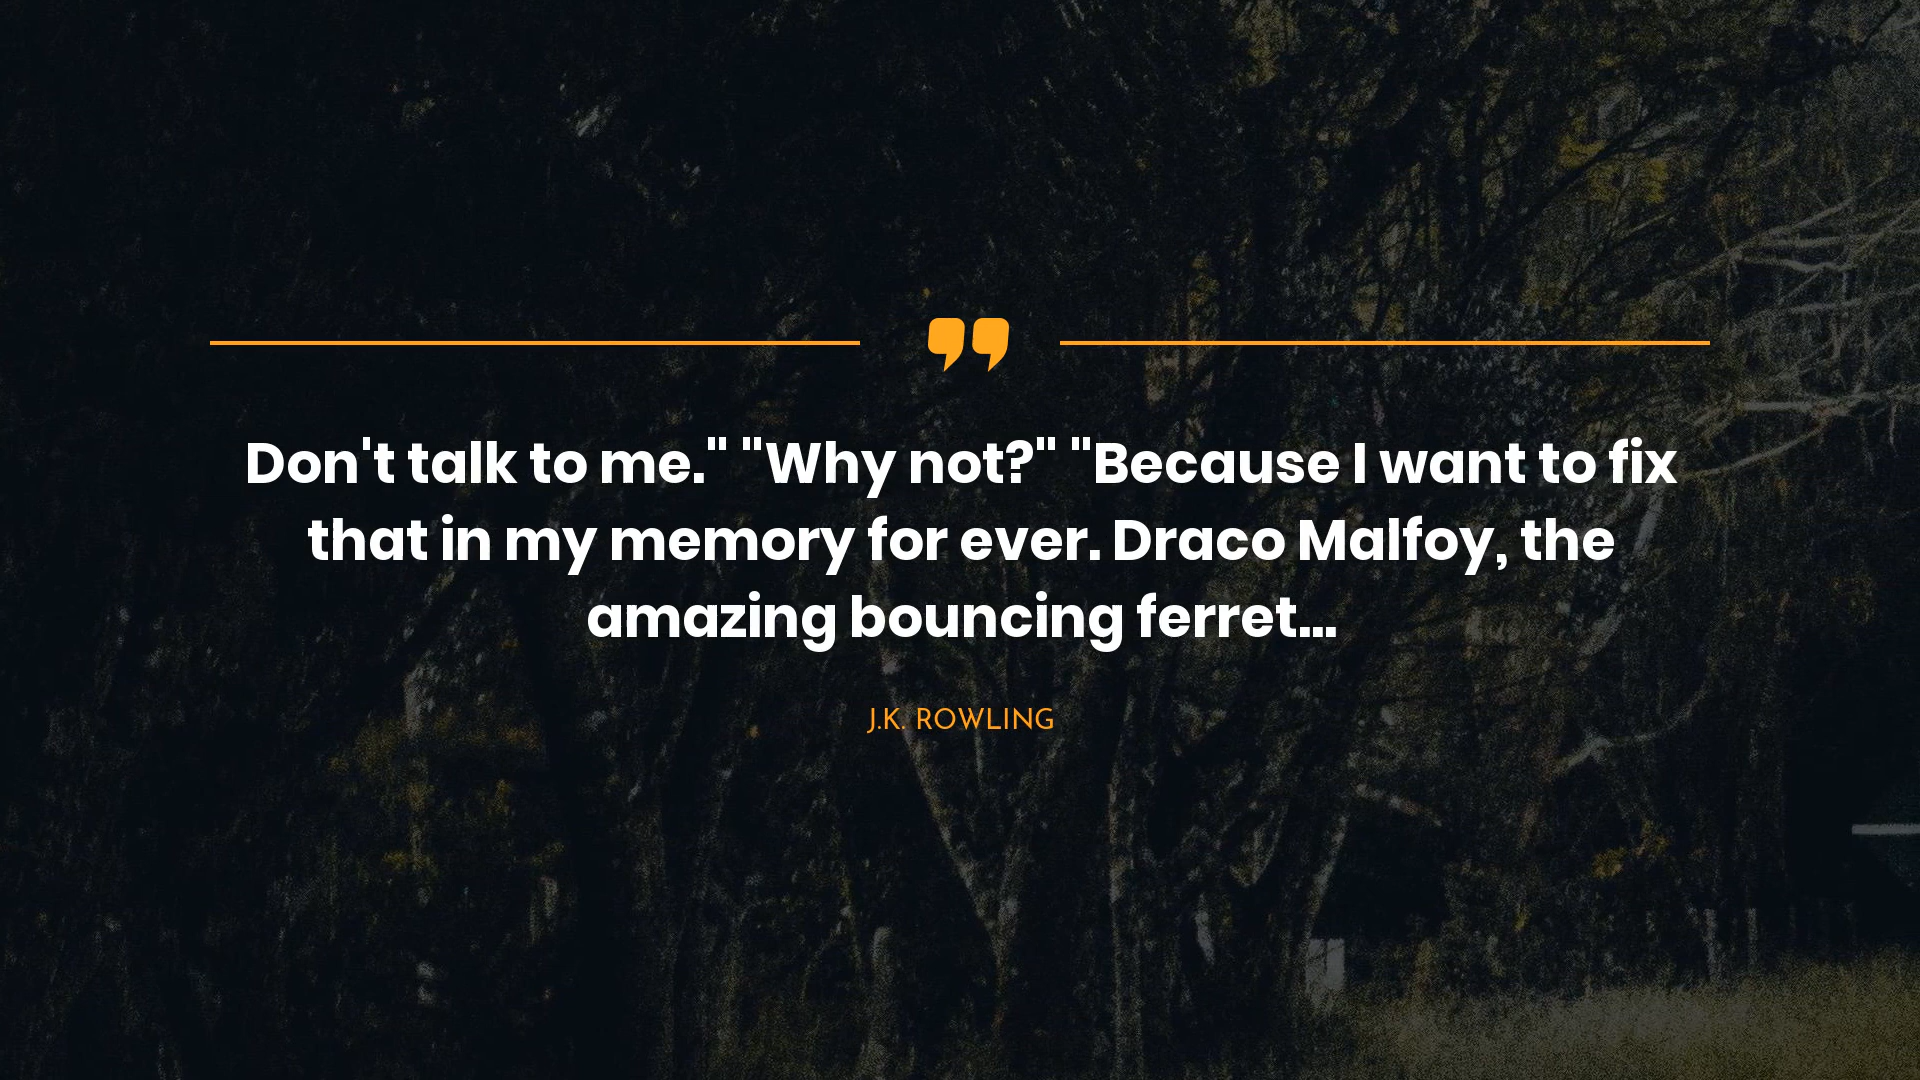 Don't talk to me." "Why not?" "Because I want to fix
that in my memory for ever. Draco Malfoy, the
amazing bouncing ferret...
J.K. ROWLING